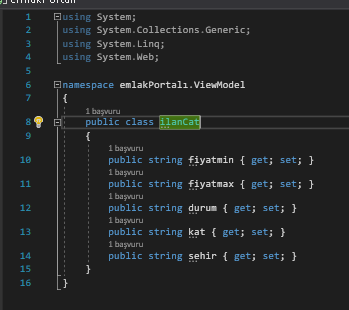 1 using System;
2 using System.Collections.Generic;
3 using System.Linq;
4 using System.Web;
5
6 namespace emlakPortalı.ViewModel
7 {
1 başvuru
8 public class ilanCat
9 {
1 başvuru
10 public string fiyatmin { get; set; }
1 başvuru
11 public string fiyatmax { get; set; }
1 başvuru
12 public string durum { get; set; }
1 başvuru
13 public string kat { get; set; }
1 başvuru
14 public string sehir { get; set; }
15 }
16 }